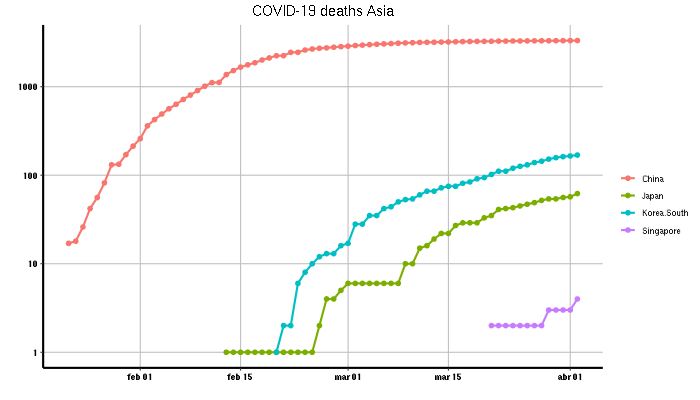 COVID-19 deaths Asia
1000
100
10
1
feb 01 feb 15 mar 01 mar 15 abr 01
China
Japan
Korea.South
Singapore